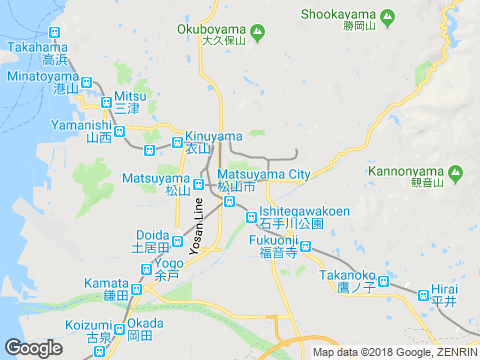 Shookayama
勝岡山
Okuboyama
大久保山
Takahama
高浜
Minatoyama
港山
Mitsu
三津
Yamanishi
山西
Kinuyama
衣山
Kannonyama
観音山
Matsuyama
松山
Matsuyama City
松山市
Yosan Line
Ishitegawakoen
石手川公園
Doida
土居田
Fukuonji
福音寺
Yogo
余戸
Takanoko
鷹ノ子
Kamata
鎌田
Hirai
平井
Koizumi
古泉
Okada
岡田
Google
Map data ©2018 Google, ZENRIN